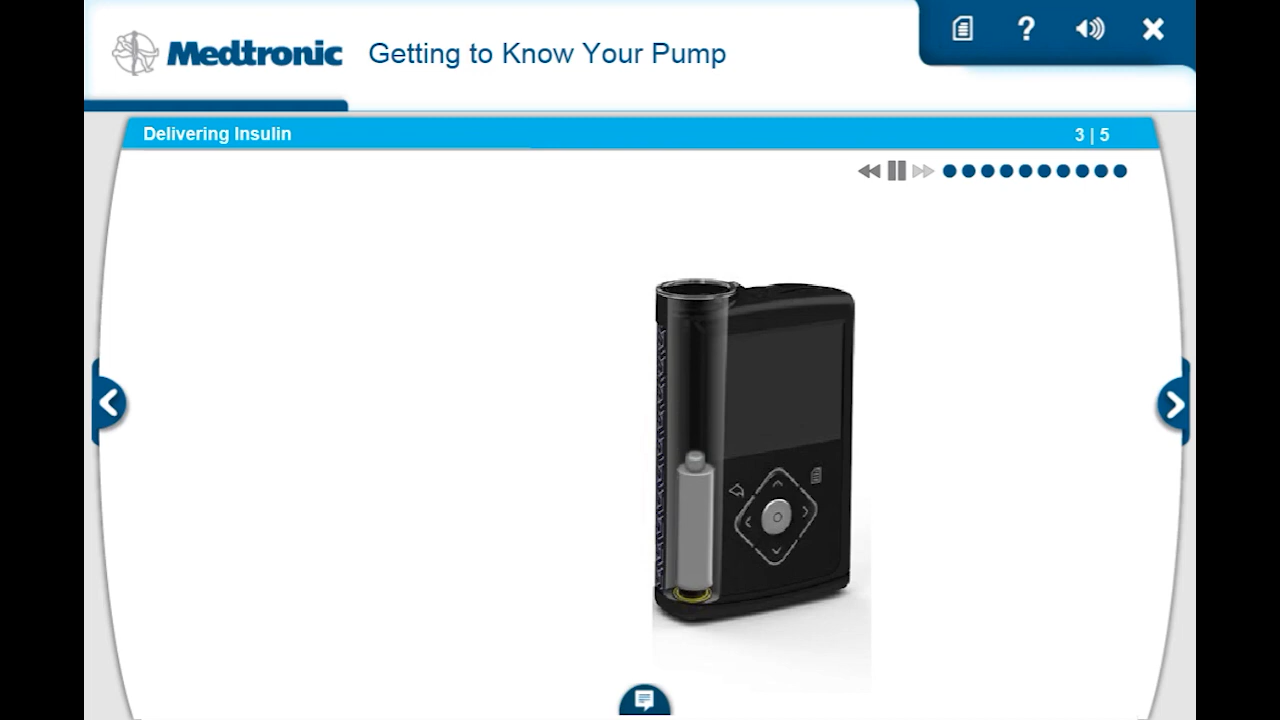 Medtronic
Getting to Know Your Pump
?
Delivering Insulin
3 | 5